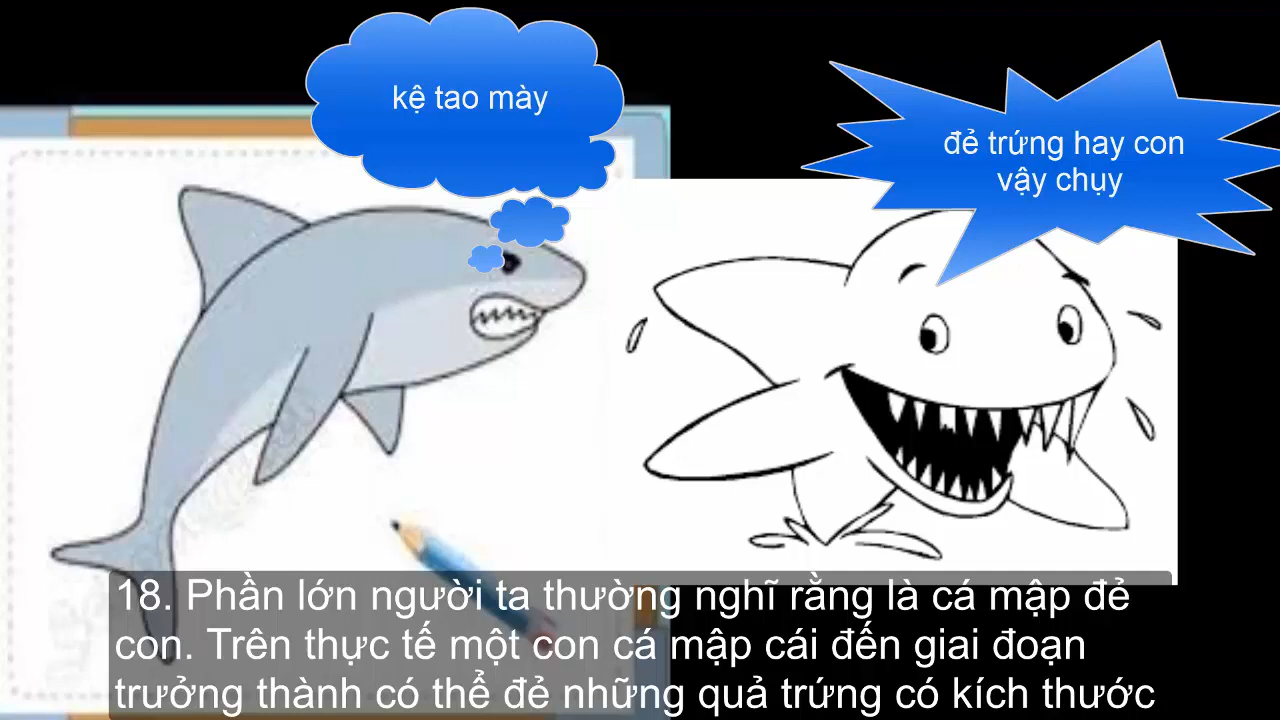 kệ tao mày
đẻ trứng hay con
vậy chụy
18. Phần lớn người ta thường nghĩ rằng là cá mập đẻ
con. Trên thực tế một con cá mập cái đến giai đoạn
trưởng thành có thể đẻ những quả trứng có kích thước